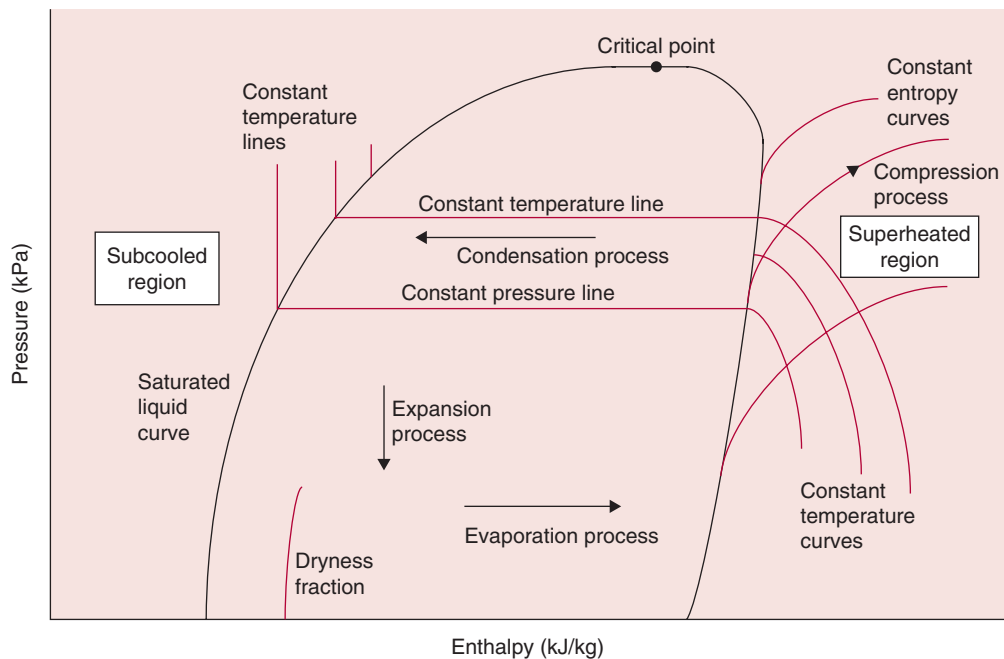 Critical point
Constant
temperature
lines
Constant
entropy
curves
Compression
process
Constant temperature line
Condensation process
Superheated
region
Subcooled
region
Constant pressure line
Pressure (kPa)
Saturated
liquid
curve
Expansion
process
Constant
temperature
curves
Evaporation process
Dryness
fraction
Enthalpy (kJ/kg)